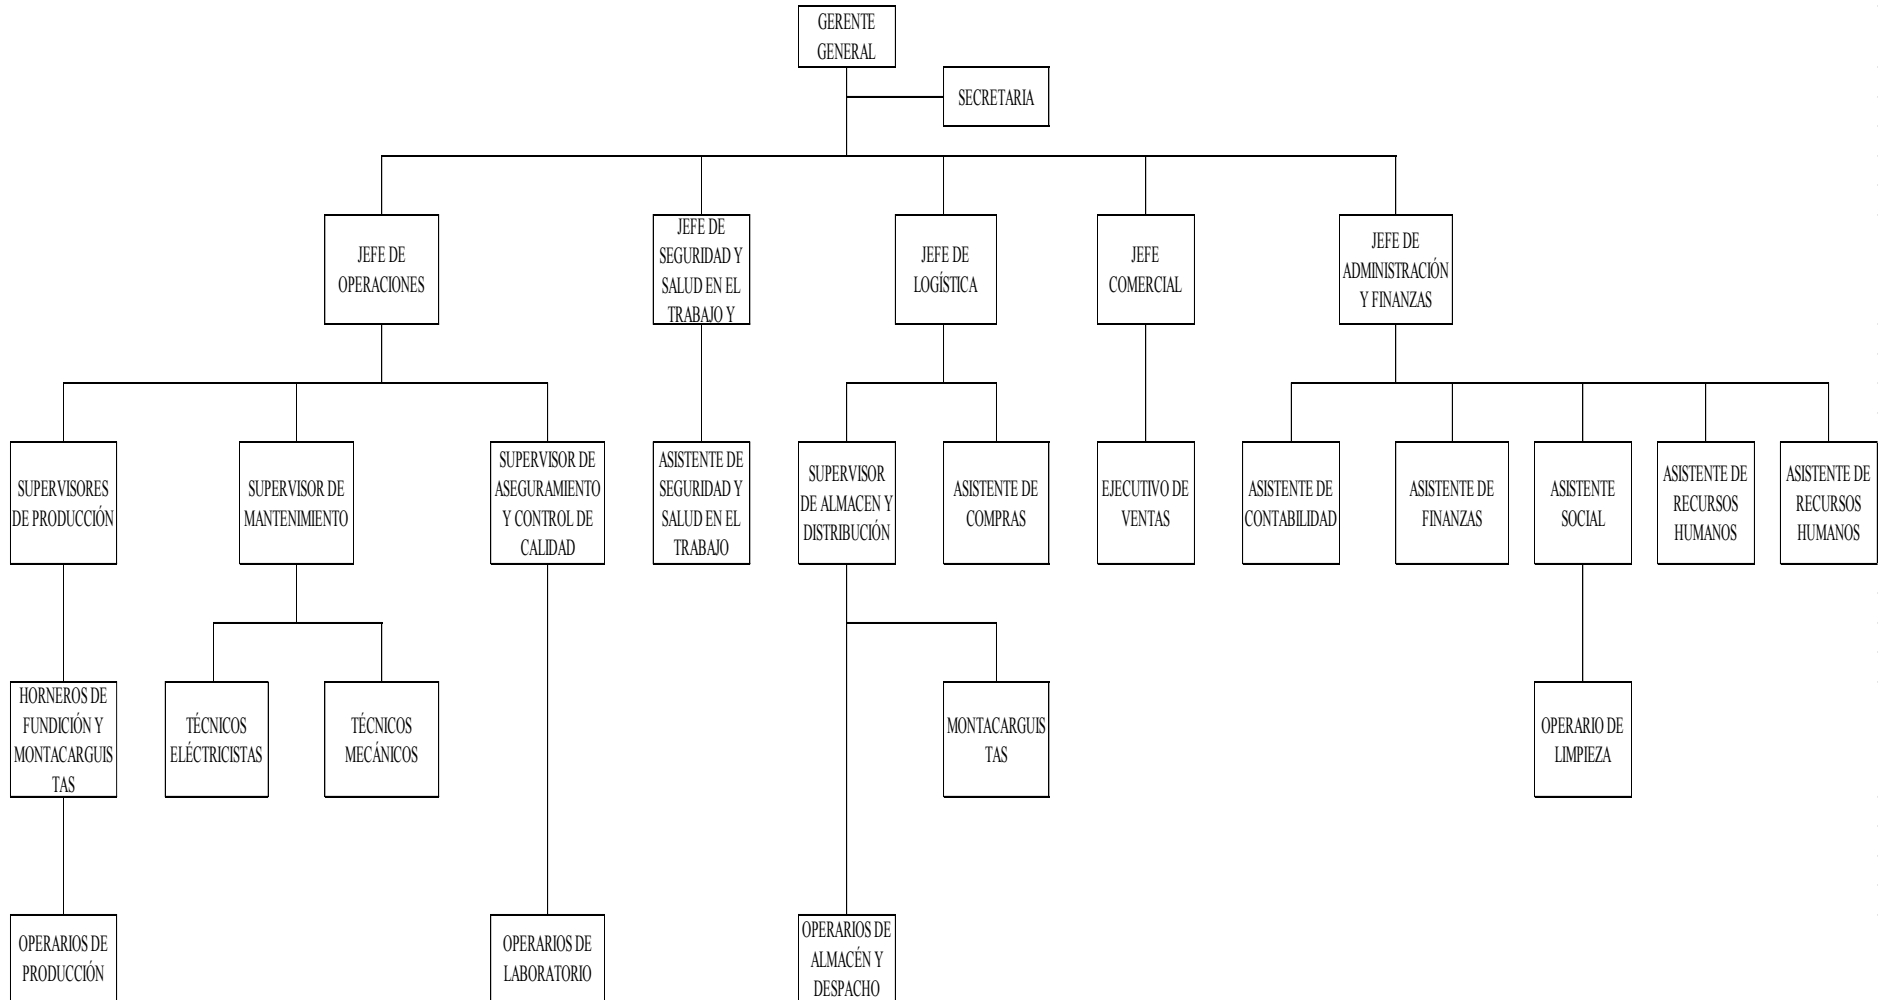 GERENTE
GENERAL
SECRETARIA
JEFE DE
OPERACIONES
JEFE DE
SEGURIDAD Y
SALUD EN EL
TRABAJO Y
JEFE DE
LOGÍSTICA
JEFE
COMERCIAL
JEFE DE
ADMINISTRACIÓN
Y FINANZAS
SUPERVISORES
DE PRODUCCIÓN
SUPERVISOR DE
MANTENIMIENTO
SUPERVISOR DE
ASEGURAMIENTO
Y CONTROL DE
CALIDAD
ASISTENTE DE
SEGURIDAD Y
SALUD EN EL
TRABAJO
SUPERVISOR
DE ALMACEN Y
DISTRIBUCIÓN
ASISTENTE DE
COMPRAS
EJECUTIVO DE
VENTAS
ASISTENTE DE
CONTABILIDAD
ASISTENTE DE
FINANZAS
ASISTENTE
SOCIAL
ASISTENTE DE
RECURSOS
HUMANOS
ASISTENTE DE
RECURSOS
HUMANOS
HORNEROS DE
FUNDICIÓN Y
MONTACARGUIS
TAS
TÉCNICOS
ELÉCTRICISTAS
TÉCNICOS
MECÁNICOS
MONTACARGUIS
TAS
OPERARIO DE
LIMPIEZA
OPERARIOS DE
PRODUCCIÓN
OPERARIOS DE
LABORATORIO
OPERARIOS DE
ALMACÉN Y
DESPACHO